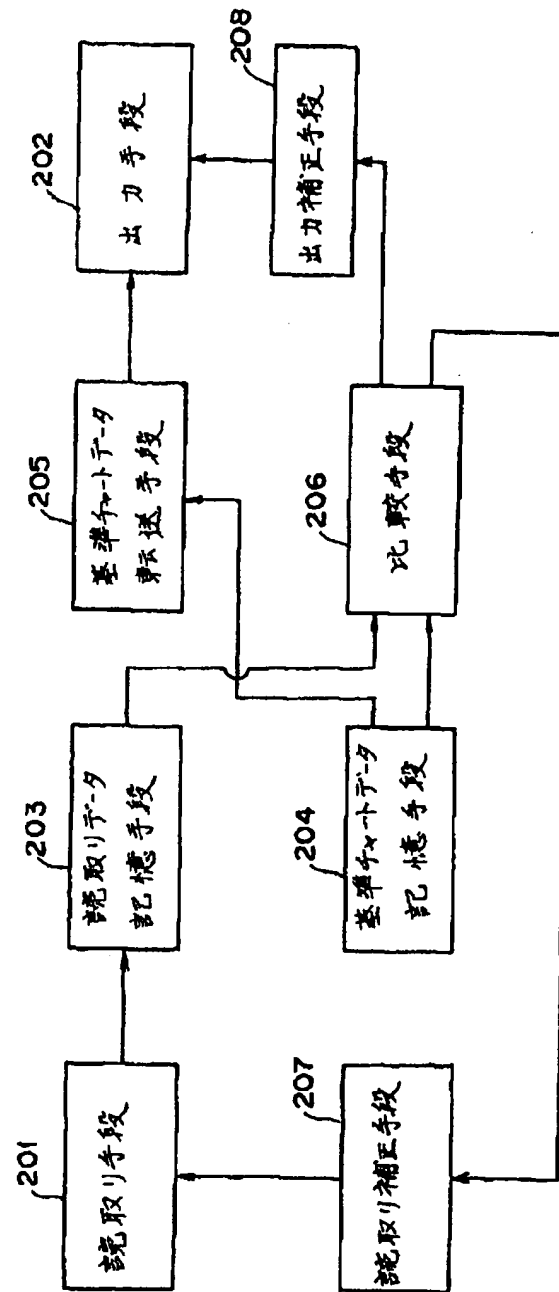 201
読取り手段
203
読取りデータ
記憶手段
205
基準チャートデータ
転送手段
202
出力手段
207
読取り補正手段
204
基準チャートデータ
記憶手段
206
比較手段
208
出力補正手段